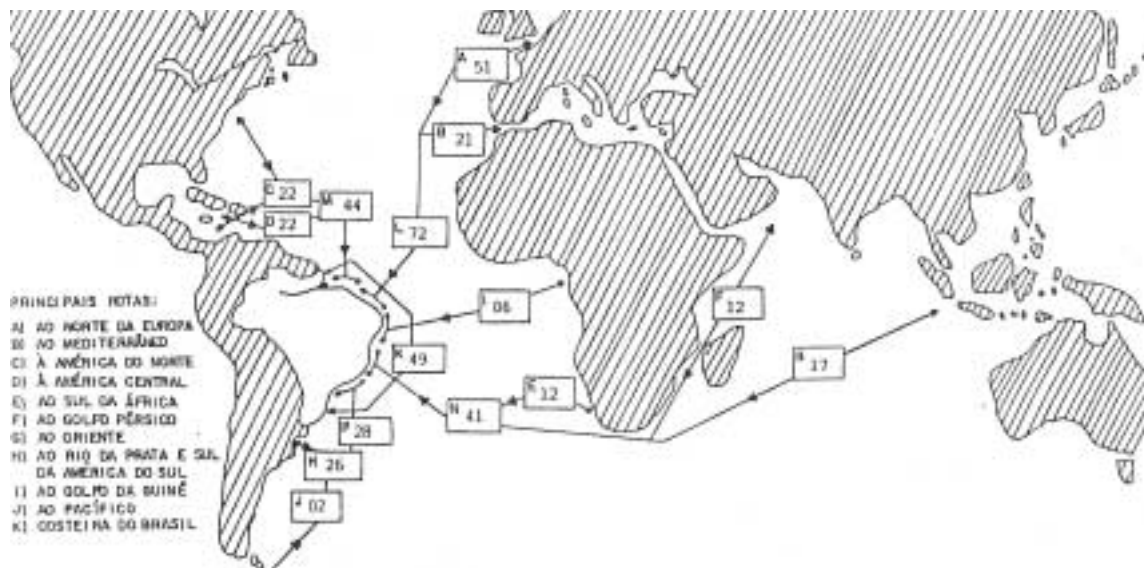 A 51
B 21
C 22
M 44
D 22
L 72
PRINCIPAIS ROTAS:
I 06
F 12
A) AO NORTE DA EUROPA
B) AO MEDITERRÂNEO
C) À AMÉRICA DO NORTE
K 49
G 17
D) À AMÉRICA CENTRAL
E) AO SUL DA ÁFRICA
E 12
N 41
F) AO GOLFO PÉRSICO
P 28
G) AO ORIENTE
H) AO RIO DA PRATA E SUL
DA AMERICA DO SUL
H 26
I) AO GOLFO DA GUINÉ
J) AO PACÍFICO
J 02
K) COSTEIRA DO BRASIL